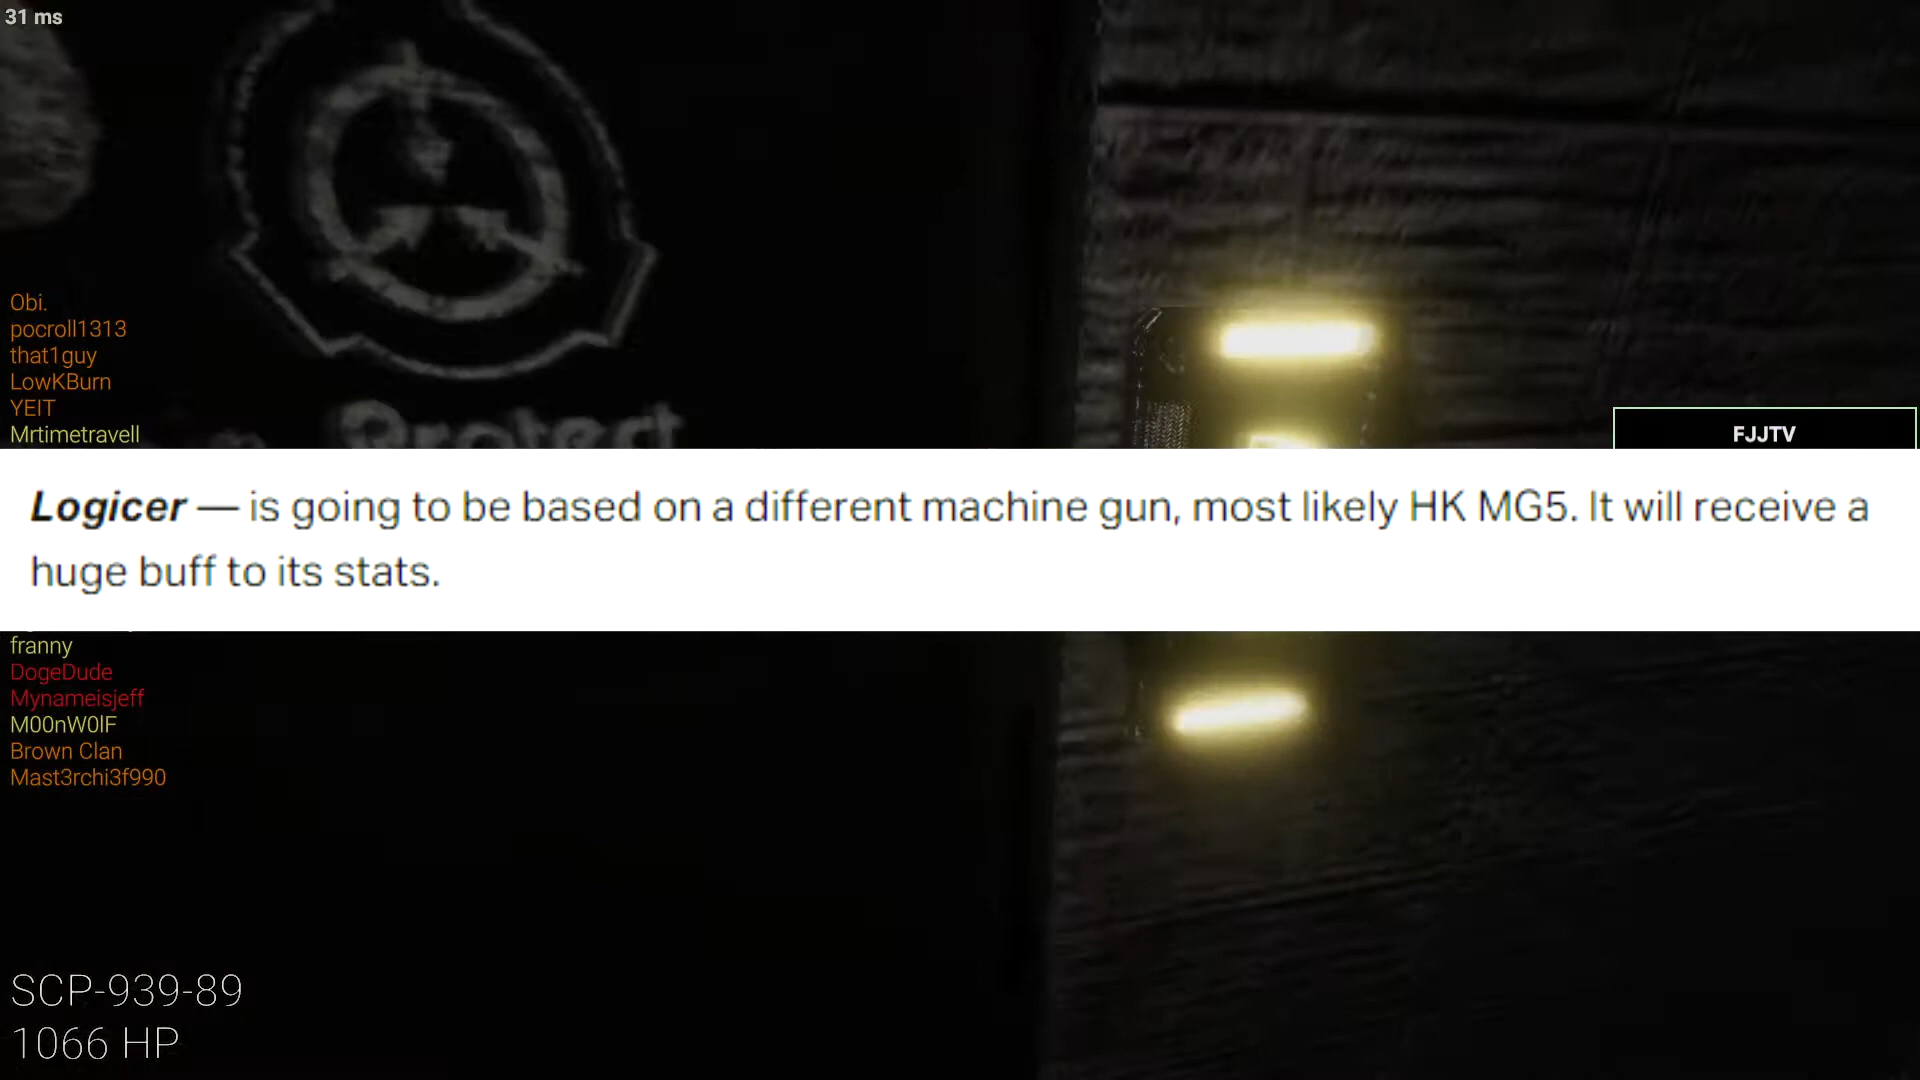 31 ms
Obi.
pocroll1313
that1guy
LowKBurn
YEIT
Mrtimetravell
Protect
FJJTV
Logicer — is going to be based on a different machine gun, most likely HK MG5. It will receive a
huge buff to its stats.
franny
DogeDude
Mynameisjeff
M00nW0lF
Brown Clan
Mast3rchi3f990
SCP-939-89
1066 HP